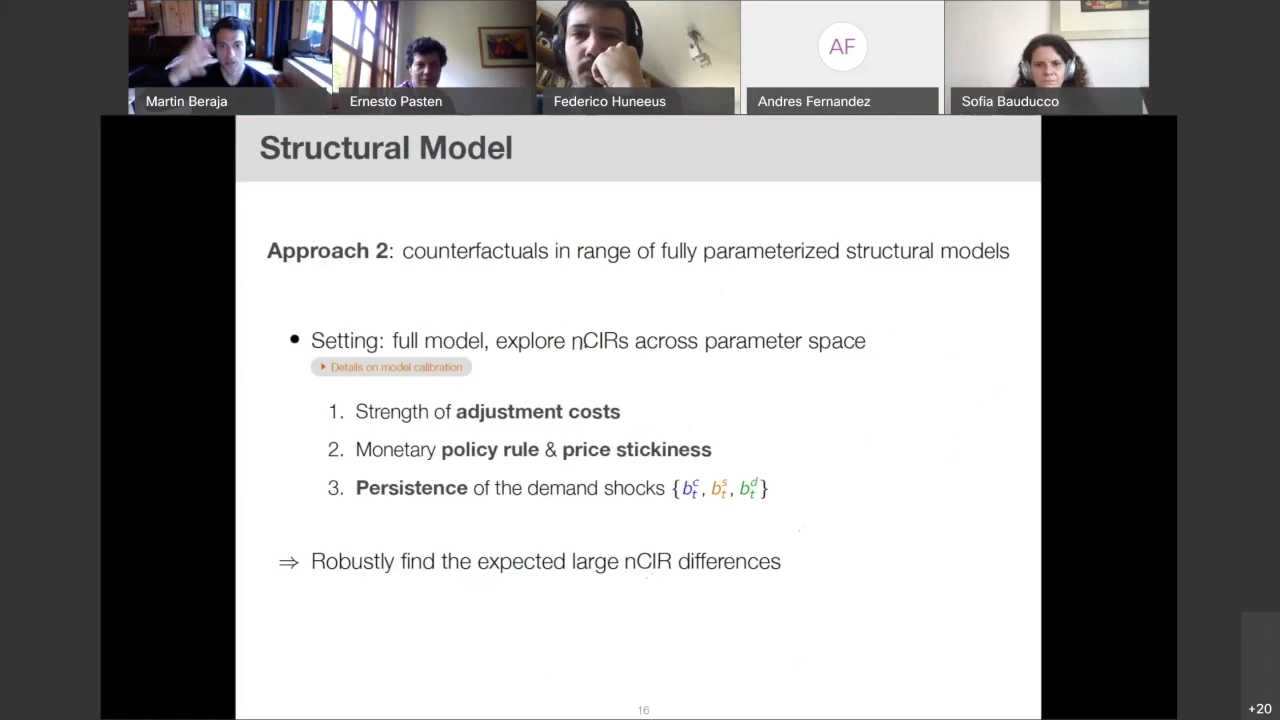 AF
Martin Beraja
Ernesto Pasten
Federico Huneeus
Andres Fernandez
Sofia Bauducco
Structural Model
Approach 2: counterfactuals in range of fully parameterized structural models
• Setting: full model, explore nCIRs across parameter space
Details on model calibration
1. Strength of adjustment costs
2. Monetary policy rule & price stickiness
3. Persistence of the demand shocks {b_t^c, b_t^s, b_t^d}
⇒ Robustly find the expected large nCIR differences
16
+20